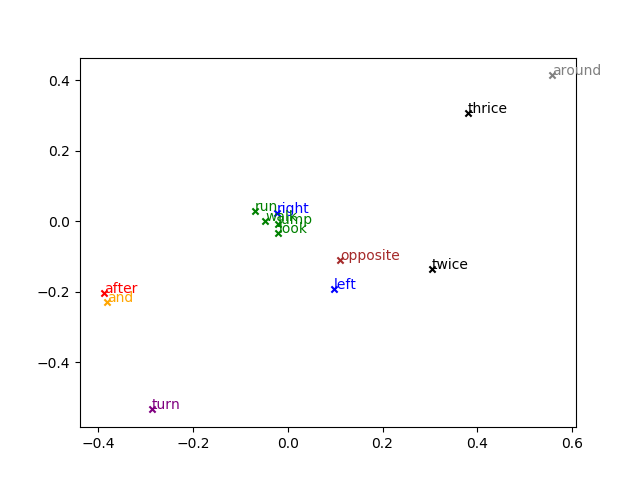 around
0.4
thrice
0.2
run
right
walk
jump
0.0
look
opposite
twice
left
−0.2
after
and
−0.4
turn
−0.4
−0.2
0.0
0.2
0.4
0.6